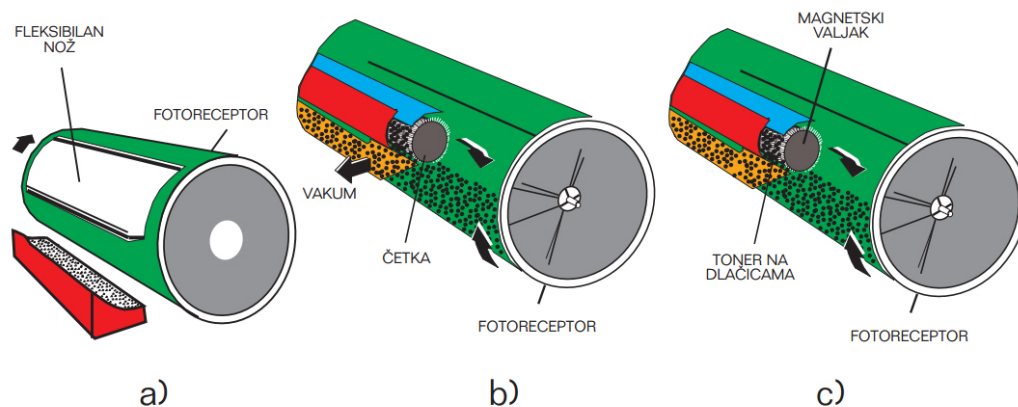 FLEKSIBILAN
NOŽ
FOTORECEPTOR
a)
VAKUM
ČETKA
FOTORECEPTOR
b)
MAGNETSKI
VALJAK
TONER NA
DLAČICAMA
FOTORECEPTOR
c)